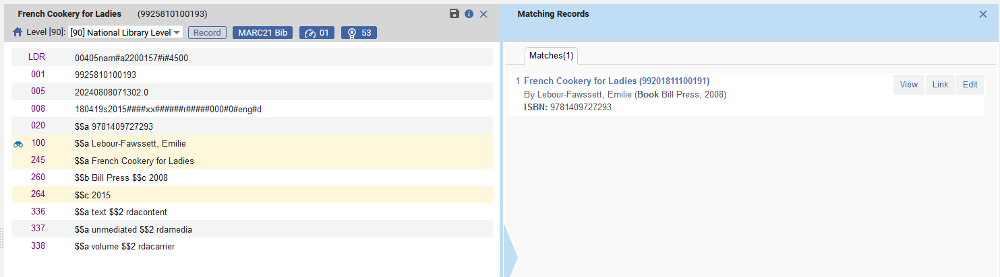 French Cookery for Ladies (9925810100193)
Level [90]: [90] National Library Level Record MARC21 Bib 01 53
LDR 00405nam#a2200157#i#4500
001 9925810100193
005 20240808071302.0
008 180419s2015####xx######r#####000#0#eng#d
020 $$a 9781409727293
100 $$a Lebour-Fawssett, Emilie
245 $$a French Cookery for Ladies
260 $$b Bill Press $$c 2008
264 $$c 2015
336 $$a text $$2 rdacontent
337 $$a unmediated $$2 rdamedia
338 $$a volume $$2 rdacarrier
Matching Records
Matches(1)
1 French Cookery for Ladies (99201811100191)
By Lebour-Fawssett, Emilie (Book Bill Press, 2008)
ISBN: 9781409727293
View Link Edit